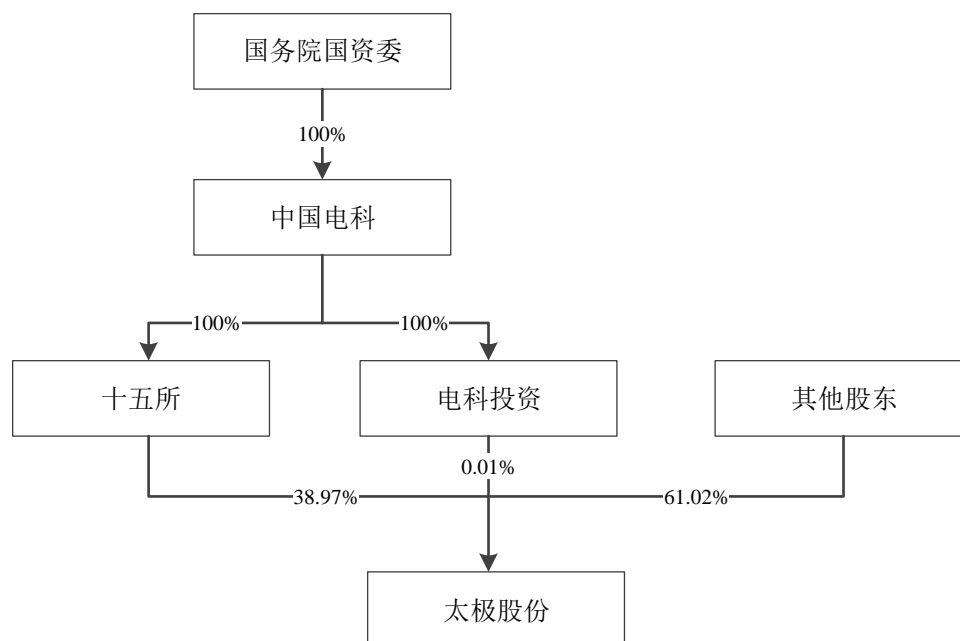 国务院国资委
100%
中国电科
100%
100%
十五所
电科投资
其他股东
0.01%
38.97%
61.02%
太极股份